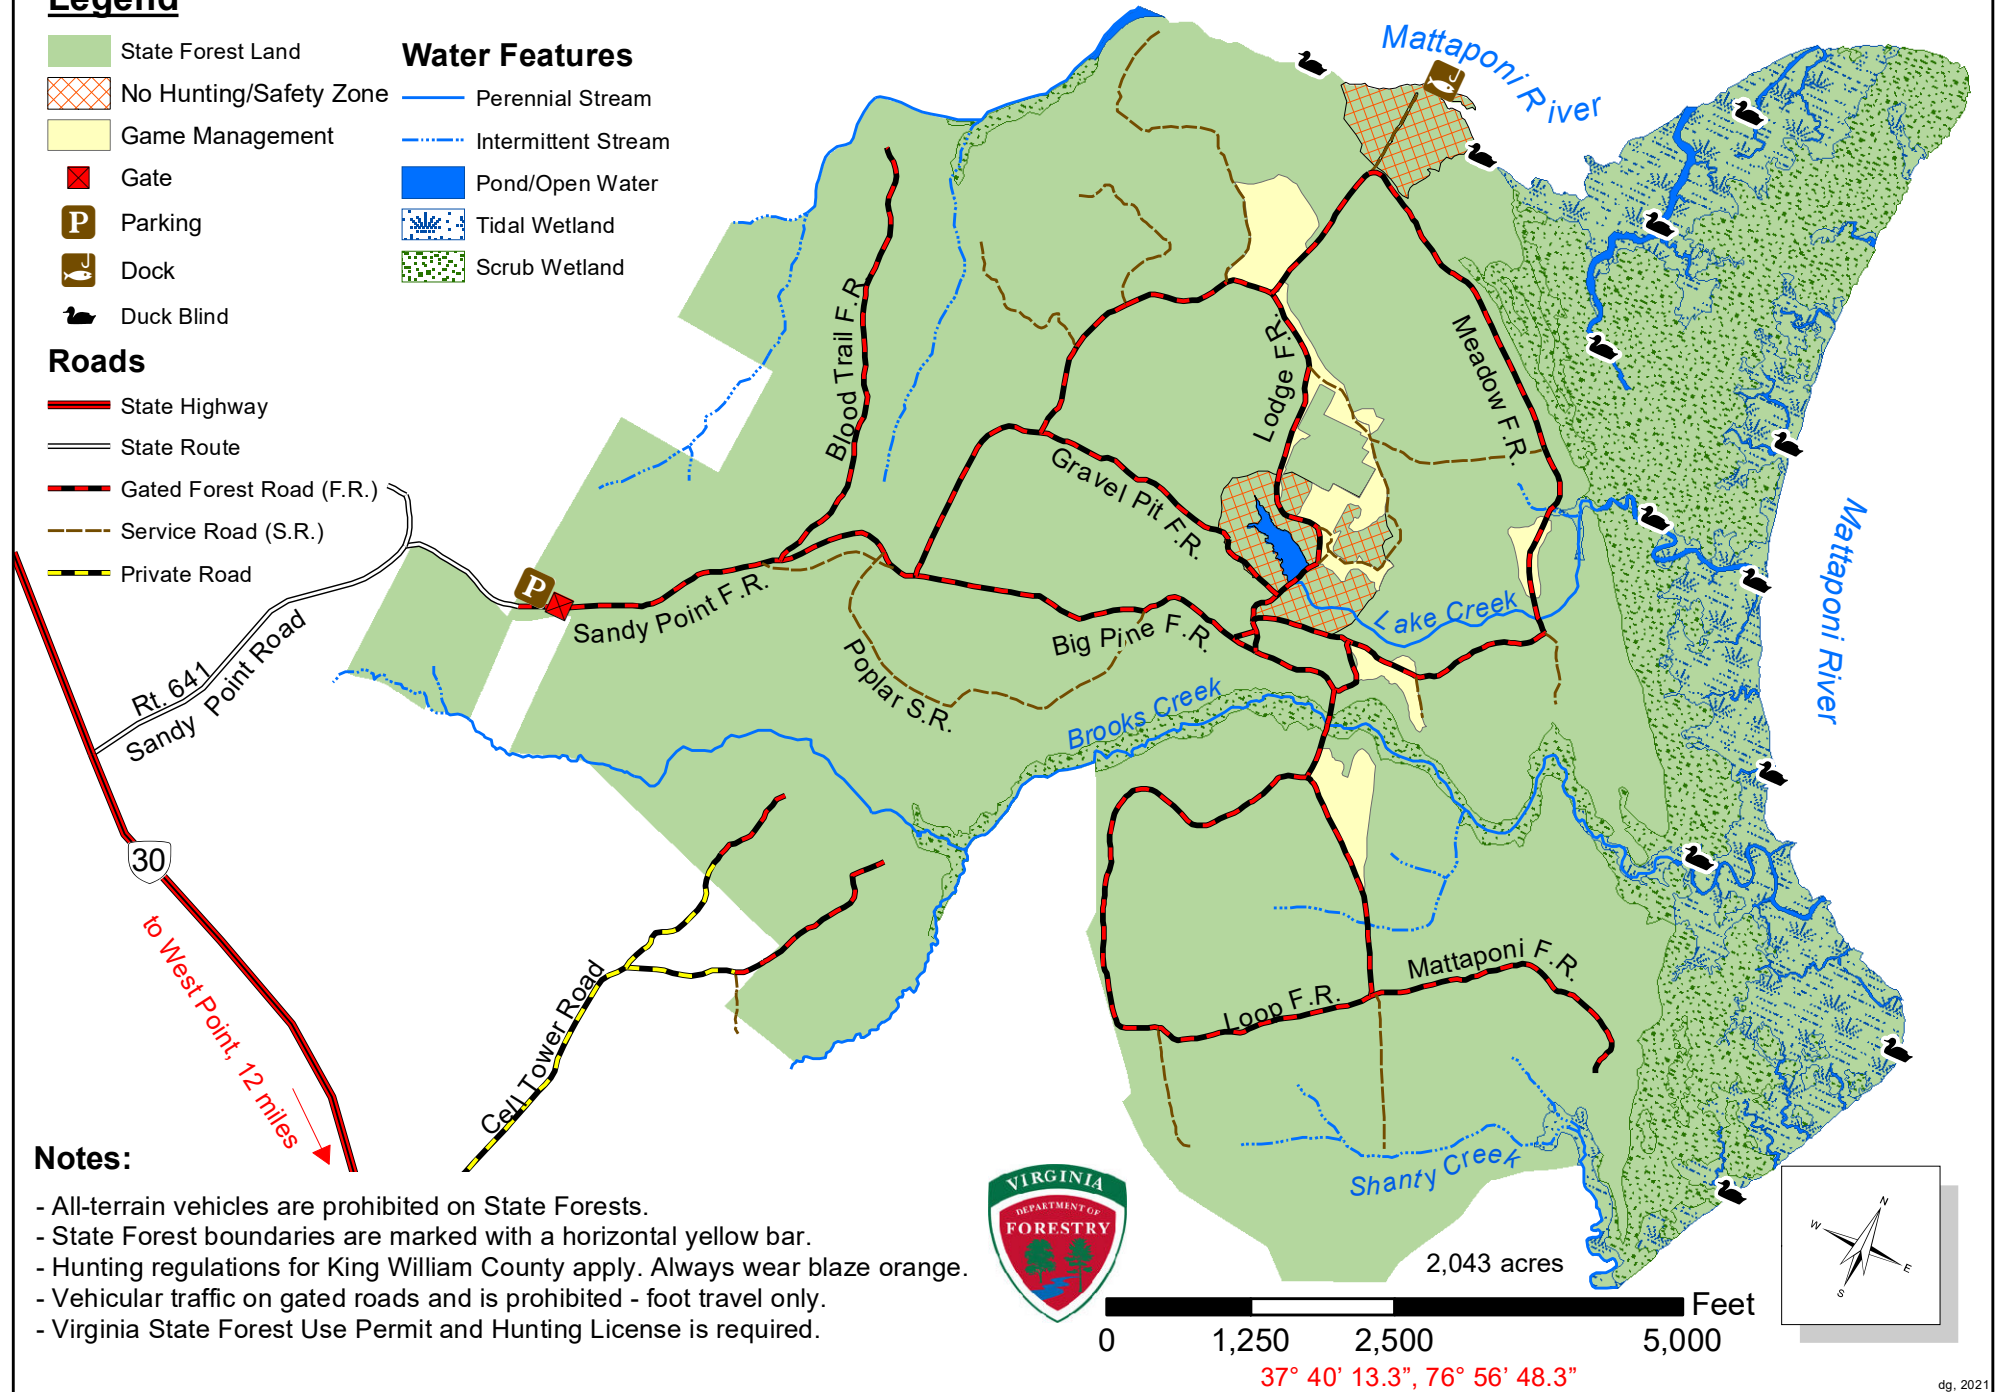 Legend
State Forest Land
No Hunting/Safety Zone
Game Management
Gate
P
Parking
Dock
Duck Blind
Water Features
Perennial Stream
Intermittent Stream
Pond/Open Water
Tidal Wetland
Scrub Wetland
Roads
State Highway
State Route
Gated Forest Road (F.R.)
Service Road (S.R.)
Private Road
Mattaponi River
Mattaponi River
Blood Trail F.R.
Lodge F.R.
Meadow F.R.
Gravel Pit F.R.
P
Sandy Point F.R.
Big Pine F.R.
Lake Creek
Poplar S.R.
Brooks Creek
Rt. 641
Sandy Point Road
30
to West Point, 12 miles
Cell Tower Road
Mattaponi F.R.
Loop F.R.
Shanty Creek
Notes:
- All-terrain vehicles are prohibited on State Forests.
- State Forest boundaries are marked with a horizontal yellow bar.
- Hunting regulations for King William County apply. Always wear blaze orange.
- Vehicular traffic on gated roads and is prohibited - foot travel only.
- Virginia State Forest Use Permit and Hunting License is required.
VIRGINIA
DEPARTMENT OF
FORESTRY
2,043 acres
Feet
0 1,250 2,500 5,000
37° 40' 13.3", 76° 56' 48.3"
N
W
E
S
dg, 2021